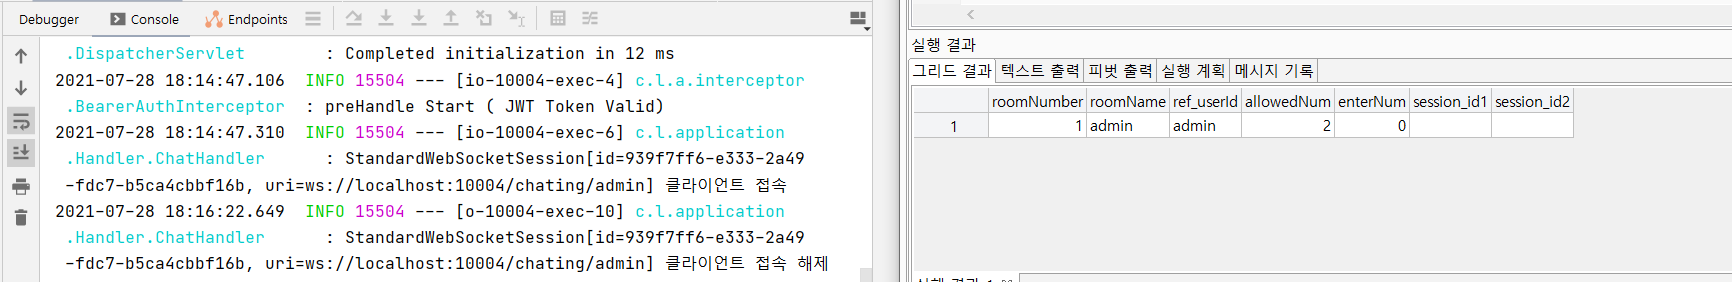 Debugger Console Endpoints
.DispatcherServlet : Completed initialization in 12 ms
2021-07-28 18:14:47.106 INFO 15504 --- [io-10004-exec-4] c.l.a.interceptor
.BearerAuthInterceptor : preHandle Start ( JWT Token Valid)
2021-07-28 18:14:47.310 INFO 15504 --- [io-10004-exec-6] c.l.application
.Handler.ChatHandler : StandardWebSocketSession[id=939f7ff6-e333-2a49
-fdc7-b5ca4cbbf16b, uri=ws://localhost:10004/chating/admin] 클라이언트 접속
2021-07-28 18:16:22.649 INFO 15504 --- [o-10004-exec-10] c.l.application
.Handler.ChatHandler : StandardWebSocketSession[id=939f7ff6-e333-2a49
-fdc7-b5ca4cbbf16b, uri=ws://localhost:10004/chating/admin] 클라이언트 접속 해제
실행 결과
그리드 결과 텍스트 출력 피벗 출력 실행 계획 메시지 기록
roomNumber roomName ref_userId allowedNum enterNum session_id1 session_id2
1 1 admin admin 2 0